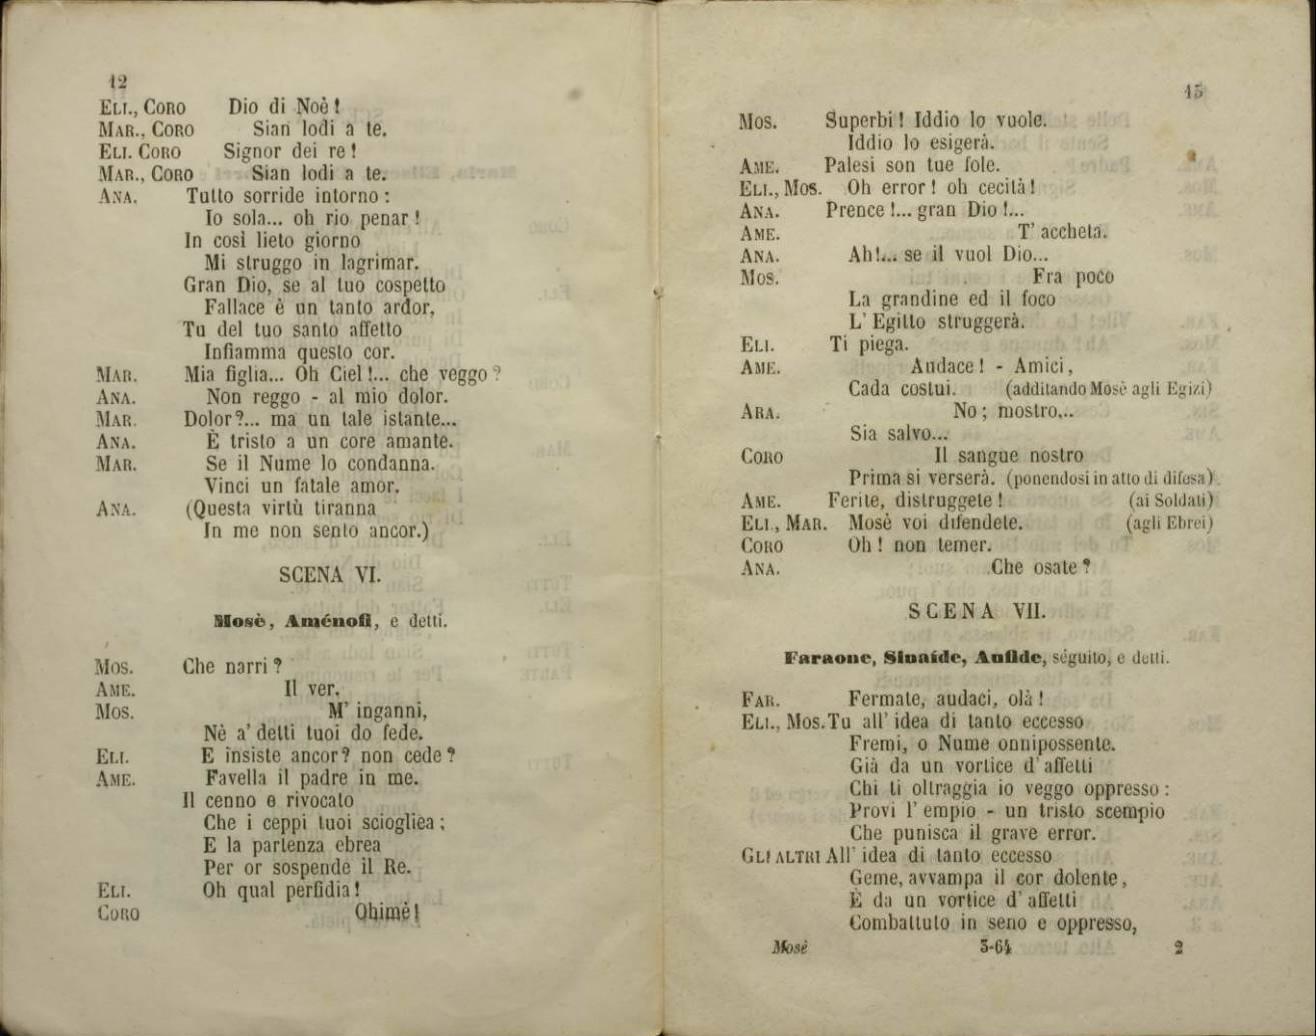 12
ELI., CORO Dio di Noè!
MAR., CORO Sian lodi a te.
ELI. CORO Signor dei re!
MAR., CORO Sian lodi a te.
ANA. Tutto sorride intorno:
Io sola... oh rio penar!
In così lieto giorno
Mi struggo in lagrimar.
Gran Dio, se al tuo cospetto
Fallace è un tanto ardor,
Tu del tuo santo affetto
Infiamma questo cor.
MAR. Mia figlia... Oh Ciel!... che veggo?
ANA. Non reggo - al mio dolor.
MAR. Dolor?... ma un tale istante...
ANA. È tristo a un core amante.
MAR. Se il Nume lo condanna.
Vinci un fatale amor.
ANA. (Questa virtù tiranna
In me non sento ancor.)
SCENA VI.
Mosè, Aménofi, e detti.
MOS. Che narri?
AME. Il ver.
MOS. M' inganni,
Nè a' detti tuoi do fede.
ELI. E insiste ancor? non cede?
AME. Favella il padre in me.
Il cenno è rivocato
Che i ceppi tuoi sciogliea;
E la partenza ebrea
Per or sospende il Re.
ELI. Oh qual perfidia!
CORO Ohimè!
13
MOS. Superbi! Iddio lo vuole.
Iddio lo esigerà.
AME. Palesi son tue fole.
ELI., MOS. Oh error! oh cecità!
ANA. Prence!... gran Dio!...
AME. T' accheta.
ANA. Ah!... se il vuol Dio...
MOS. Fra poco
La grandine ed il foco
L' Egitto struggerà.
ELI. Ti piega.
AME. Audace! - Amici,
Cada costui. (additando Mosè agli Egizi)
ARA. No; mostro...
Sia salvo...
CORO Il sangue nostro
Prima si verserà. (ponendosi in atto di difesa)
AME. Ferite, distruggete! (ai Soldati)
ELI., MAR. Mosè voi difendete. (agli Ebrei)
CORO Oh! non temer.
ANA. Che osate?
SCENA VII.
Faraone, Sinaide, Aufide, séguito, e detti.
FAR. Fermate, audaci, olà!
ELI., MOS. Tu all' idea di tanto eccesso
Fremi, o Nume onnipossente.
Già da un vortice d' affetti
Chi ti oltraggia io veggo oppresso:
Provi l' empio - un tristo scempio
Che punisca il grave error.
GLI ALTRI All' idea di tanto eccesso
Geme, avvampa il cor dolente,
È da un vortice d' affetti
Combattuto in seno e oppresso,
Mosè 3-64 2